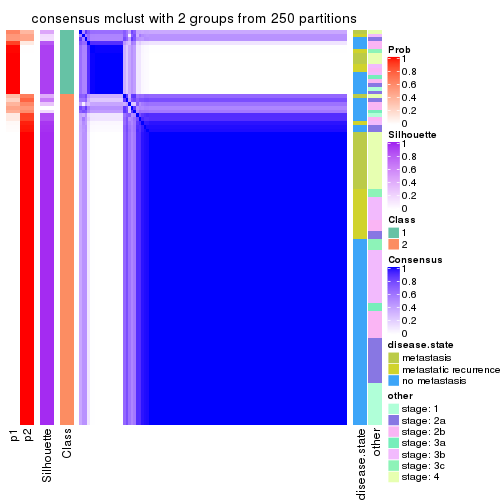 consensus mclust with 2 groups from 250 partitions
Prob
1
0.8
0.6
0.4
0.2
0
Silhouette
1
0.8
0.6
0.4
0.2
0
Class
1
2
Consensus
1
0.8
0.6
0.4
0.2
0
disease.state
metastasis
metastatic recurrence
no metastasis
other
stage: 1
stage: 2a
stage: 2b
stage: 3a
stage: 3b
stage: 3c
stage: 4
p1
p2
Silhouette
Class
disease.state
other